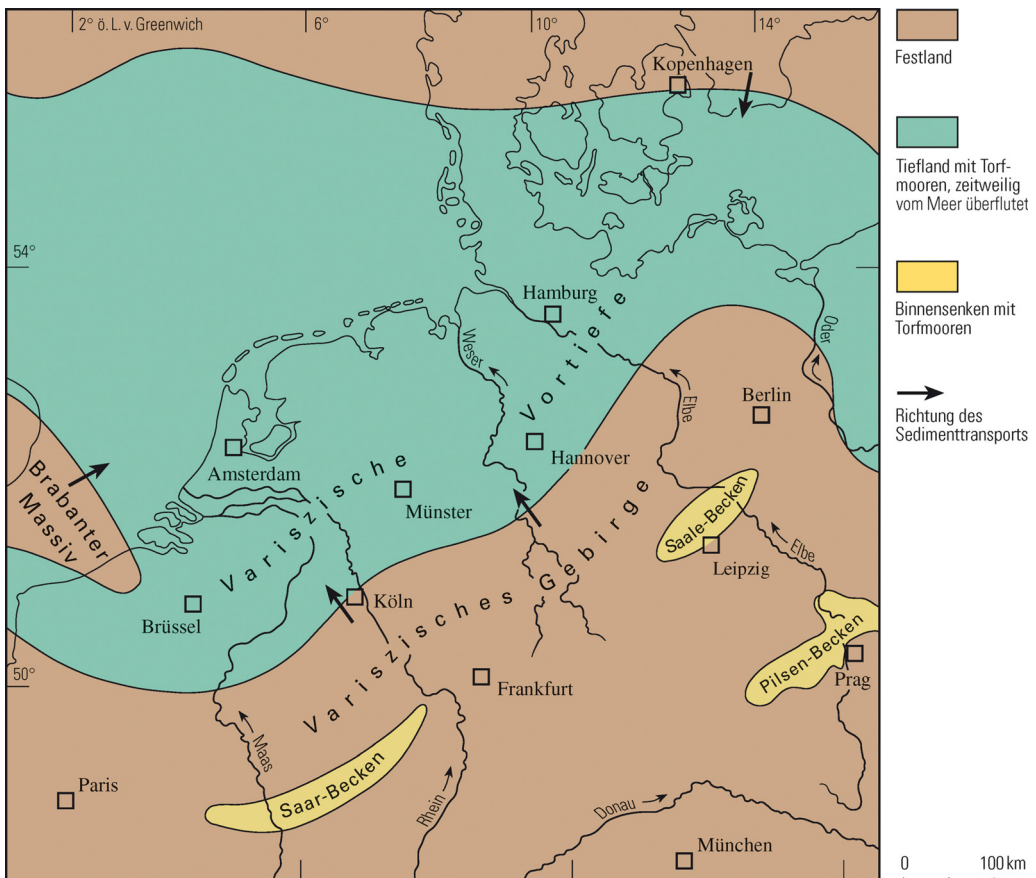 2° ö. L. v. Greenwich
6°
10°
14°
Kopenhagen
54°
Hamburg
Weser
Vortiefe
Oder
Elbe
Berlin
Amsterdam
Hannover
Brabanter
Massiv
Münster
Variszische
Saale-Becken
Elbe
Leipzig
Köln
Brüssel
Variszisches Gebirge
Pilsen-Becken
50°
Frankfurt
Prag
Maas
Saar-Becken
Paris
Rhein
Donau
München
Festland
Tiefland mit Torf-
mooren, zeitweilig
vom Meer überflutet
Binnensenken mit
Torfmooren
Richtung des
Sedimenttransports
0 100 km